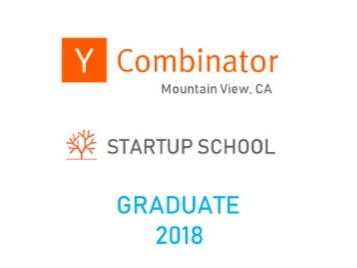 Y Combinator
Mountain View, CA
STARTUP SCHOOL
GRADUATE
2018